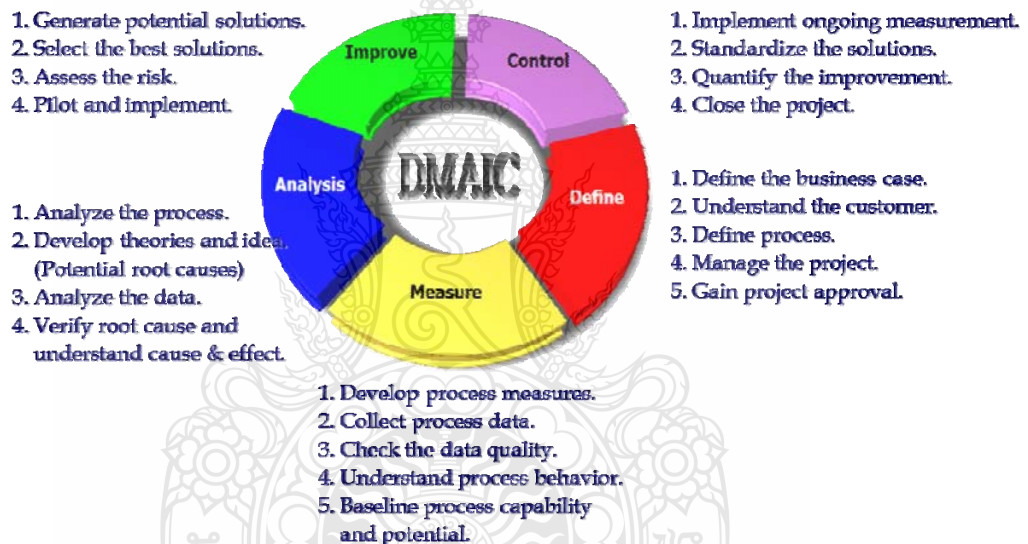 1. Generate potential solutions.
2. Select the best solutions.
3. Assess the risk.
4. Pilot and implement.
Improve
Control
1. Implement ongoing measurement.
2. Standardize the solutions.
3. Quantify the improvement.
4. Close the project.
Analysis
DMAIC
Define
1. Define the business case.
2. Understand the customer.
3. Define process.
4. Manage the project.
5. Gain project approval.
1. Analyze the process.
2. Develop theories and idea.
(Potential root causes)
3. Analyze the data.
4. Verify root cause and
understand cause & effect.
Measure
1. Develop process measures.
2. Collect process data.
3. Check the data quality.
4. Understand process behavior.
5. Baseline process capability
and potential.